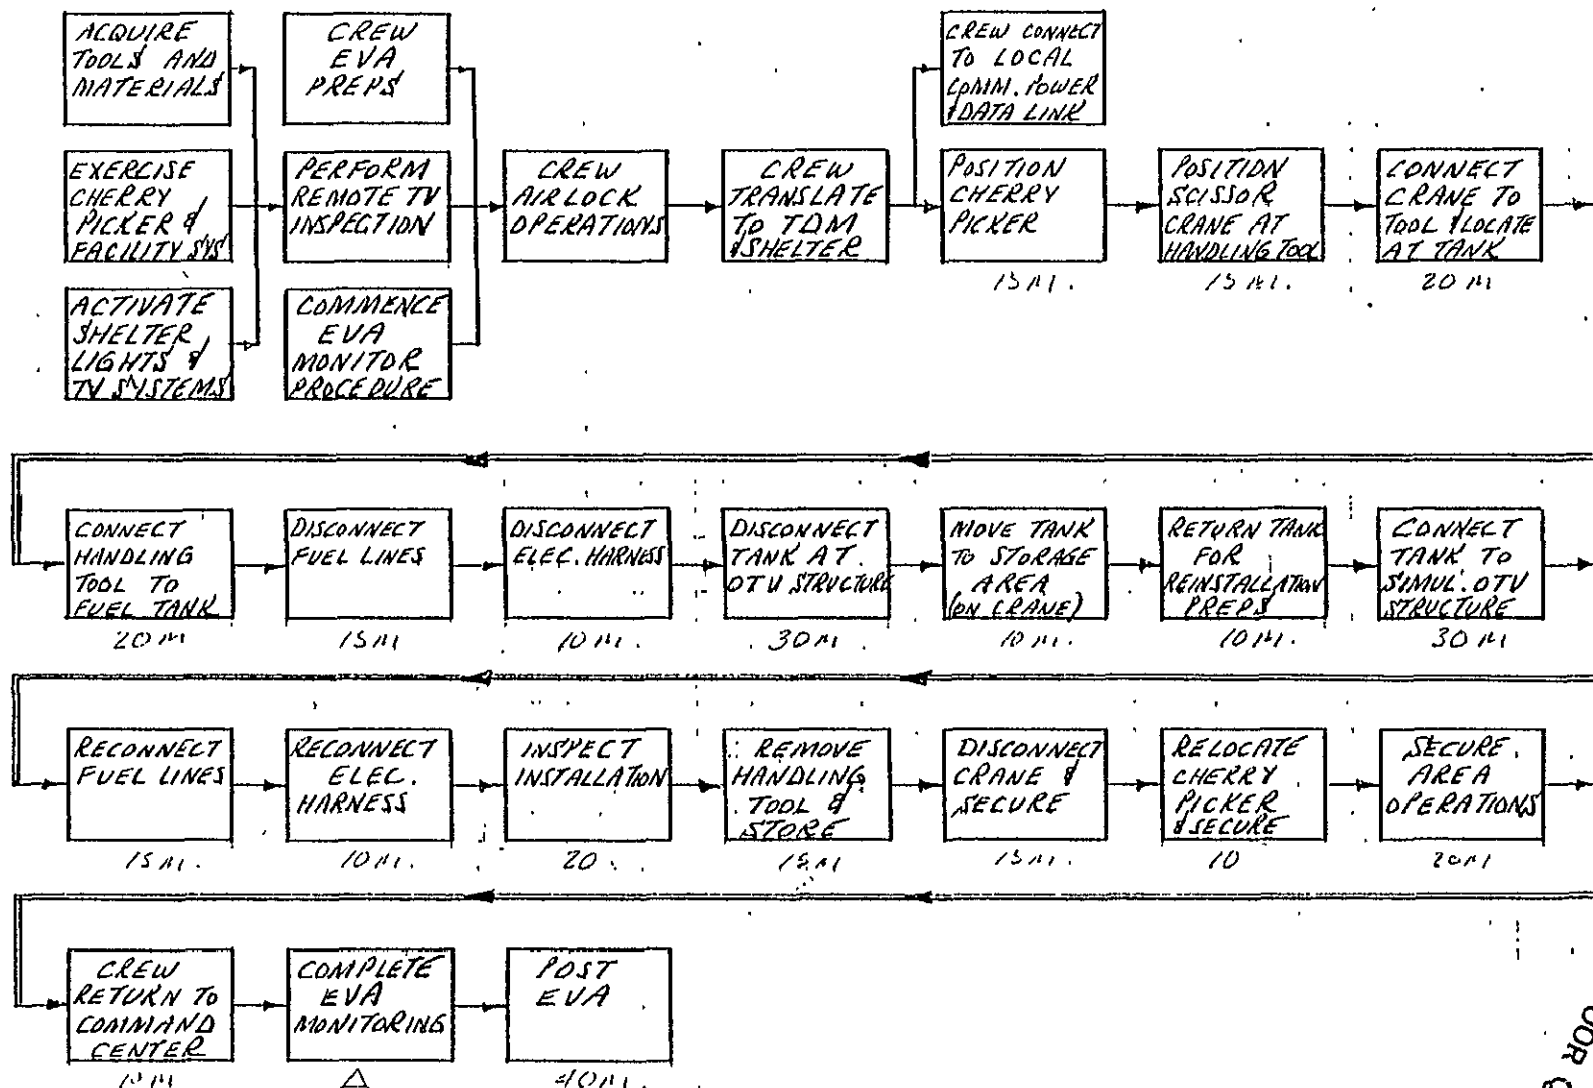 ACQUIRE
TOOLS AND
MATERIALS
CREW
EVA
PREPS
CREW CONNECT
TO LOCAL
COMM. POWER
& DATA LINK
EXERCISE
CHERRY
PICKER &
FACILITY SYS
PERFORM
REMOTE TV
INSPECTION
CREW
AIRLOCK
OPERATIONS
CREW
TRANSLATE
TO TDM
SHELTER
POSITION
CHERRY
PICKER
15 M.
POSITION
SCISSOR
CRANE AT
HANDLING TOOL
15 M.
CONNECT
CRANE TO
TOOL & LOCATE
AT TANK
20 M
ACTIVATE
SHELTER
LIGHTS &
TV SYSTEMS
COMMENCE
EVA
MONITOR
PROCEDURE
CONNECT
HANDLING
TOOL TO
FUEL TANK
20 M
DISCONNECT
FUEL LINES
15 M
DISCONNECT
ELEC. HARNESS
10 M.
DISCONNECT
TANK AT
OTV STRUCTURE
30 M.
MOVE TANK
TO STORAGE
AREA
(ON CRANE)
10 M.
RETURN TANK
FOR
REINSTALLATION
PREPS
10 M.
CONNECT
TANK TO
SIMUL. OTV
STRUCTURE
30 M
RECONNECT
FUEL LINES
15 M.
RECONNECT
ELEC.
HARNESS
10 M.
INSPECT
INSTALLATION
20
REMOVE
HANDLING
TOOL &
STORE
15 M
DISCONNECT
CRANE &
SECURE
15 M.
RELOCATE
CHERRY
PICKER
& SECURE
10
SECURE
AREA
OPERATIONS
20 M
CREW
RETURN TO
COMMAND
CENTER
10 M
COMPLETE
EVA
MONITORING
△
POST
EVA
40 M.